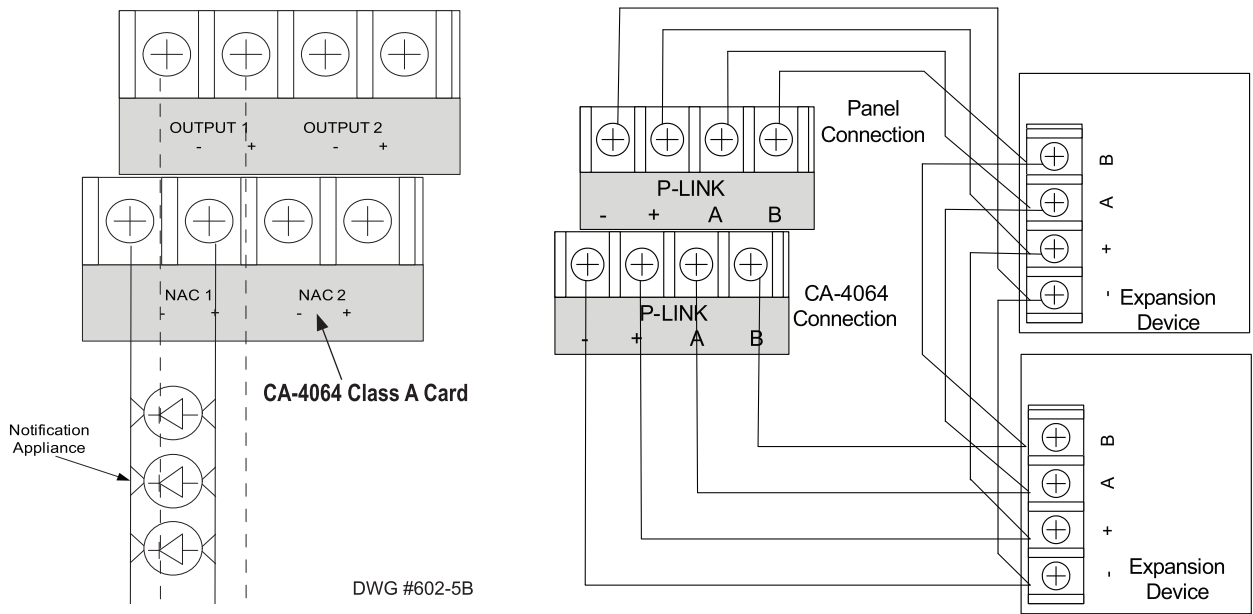 OUTPUT 1 OUTPUT 2
- + - +
NAC 1 NAC 2
- + - +
CA-4064 Class A Card
Notification
Appliance
DWG #602-5B
Panel
Connection
P-LINK
- + A B
CA-4064
Connection
P-LINK
- + A B
B
A
+
-
Expansion
Device
B
A
+
-
Expansion
Device